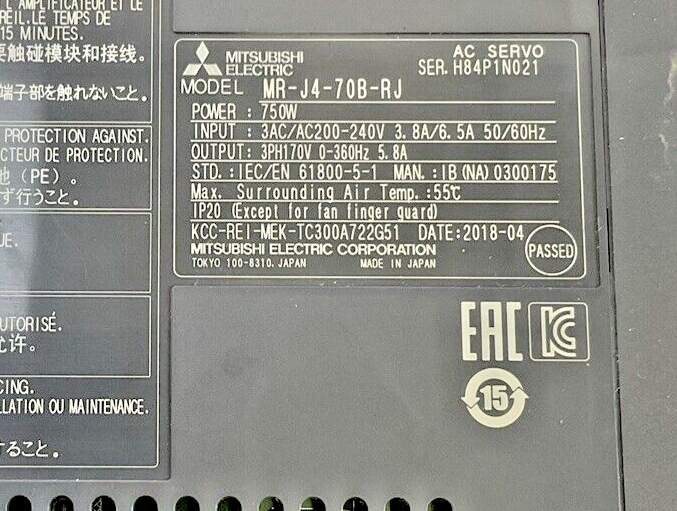 L'AMPLIFICATEUR ET LE
REIL.LE TEMPS DE
15 MINUTES.
要触碰模块和接线。
端子部を触れないこと。
PROTECTION AGAINST.
CTEUR DE PROTECTION.
(PE)。
ず行うこと。
UE.
UTORISÉ.
允许。
CING.
LLATION OU MAINTENANCE.
すること。
MITSUBISHI
ELECTRIC
AC SERVO
SER. H84P1N021
MODEL MR-J4-70B-RJ
POWER : 750W
INPUT : 3AC/AC200-240V 3.8A/6.5A 50/60Hz
OUTPUT: 3PH170V 0-360Hz 5.8A
STD. :IEC/EN 61800-5-1 MAN. :IB(NA)0300175
Max. Surrounding Air Temp.:55℃
IP20 (Except for fan finger guard)
KCC-REI-MEK-TC300A722G51 DATE:2018-04
MITSUBISHI ELECTRIC CORPORATION
TOKYO 100-8310, JAPAN MADE IN JAPAN
PASSED
EAC KC
15